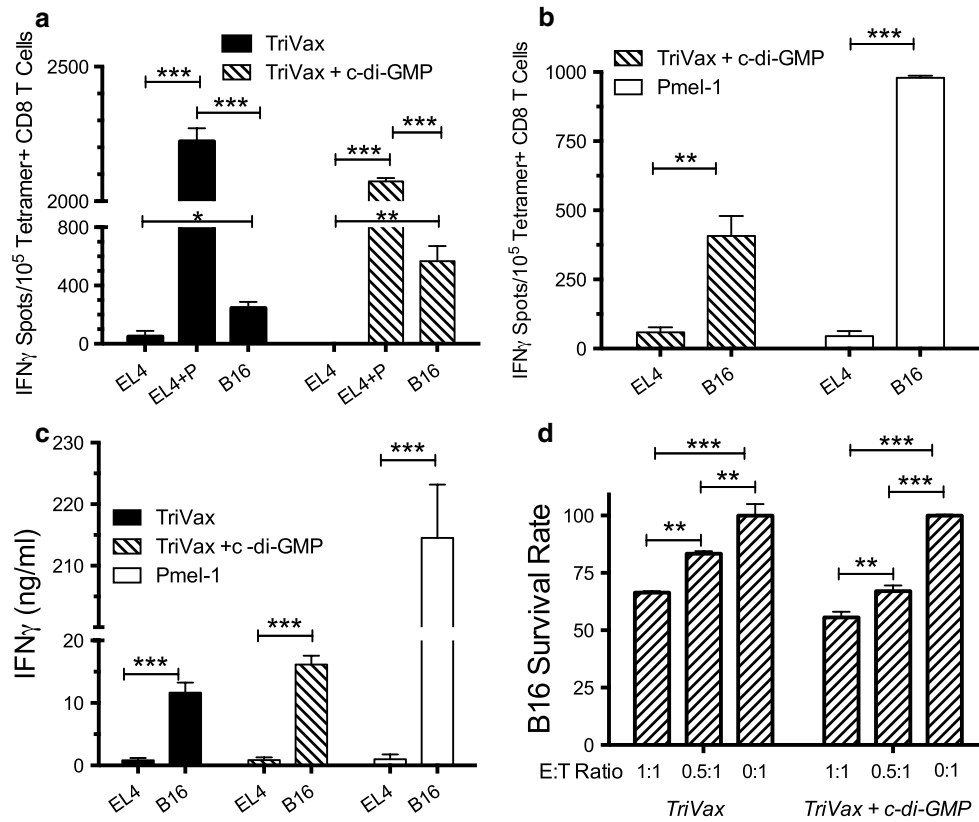 a
TriVax
TriVax + c-di-GMP
IFNγ Spots/10⁵ Tetramer+ CD8 T Cells
2500
2000
800
400
0
***
***
*
***
***
**
EL4
EL4+P
B16
EL4
EL4+P
B16
b
TriVax + c-di-GMP
Pmel-1
IFNγ Spots/10⁵ Tetramer+ CD8 T Cells
1000
750
500
250
0
**
***
EL4
B16
EL4
B16
c
TriVax
TriVax +c -di-GMP
Pmel-1
IFNγ (ng/ml)
230
220
210
20
10
0
***
***
***
EL4
B16
EL4
B16
EL4
B16
d
B16 Survival Rate
100
75
50
25
0
***
**
**
***
***
**
E:T Ratio 1:1 0.5:1 0:1 1:1 0.5:1 0:1
TriVax TriVax + c-di-GMP